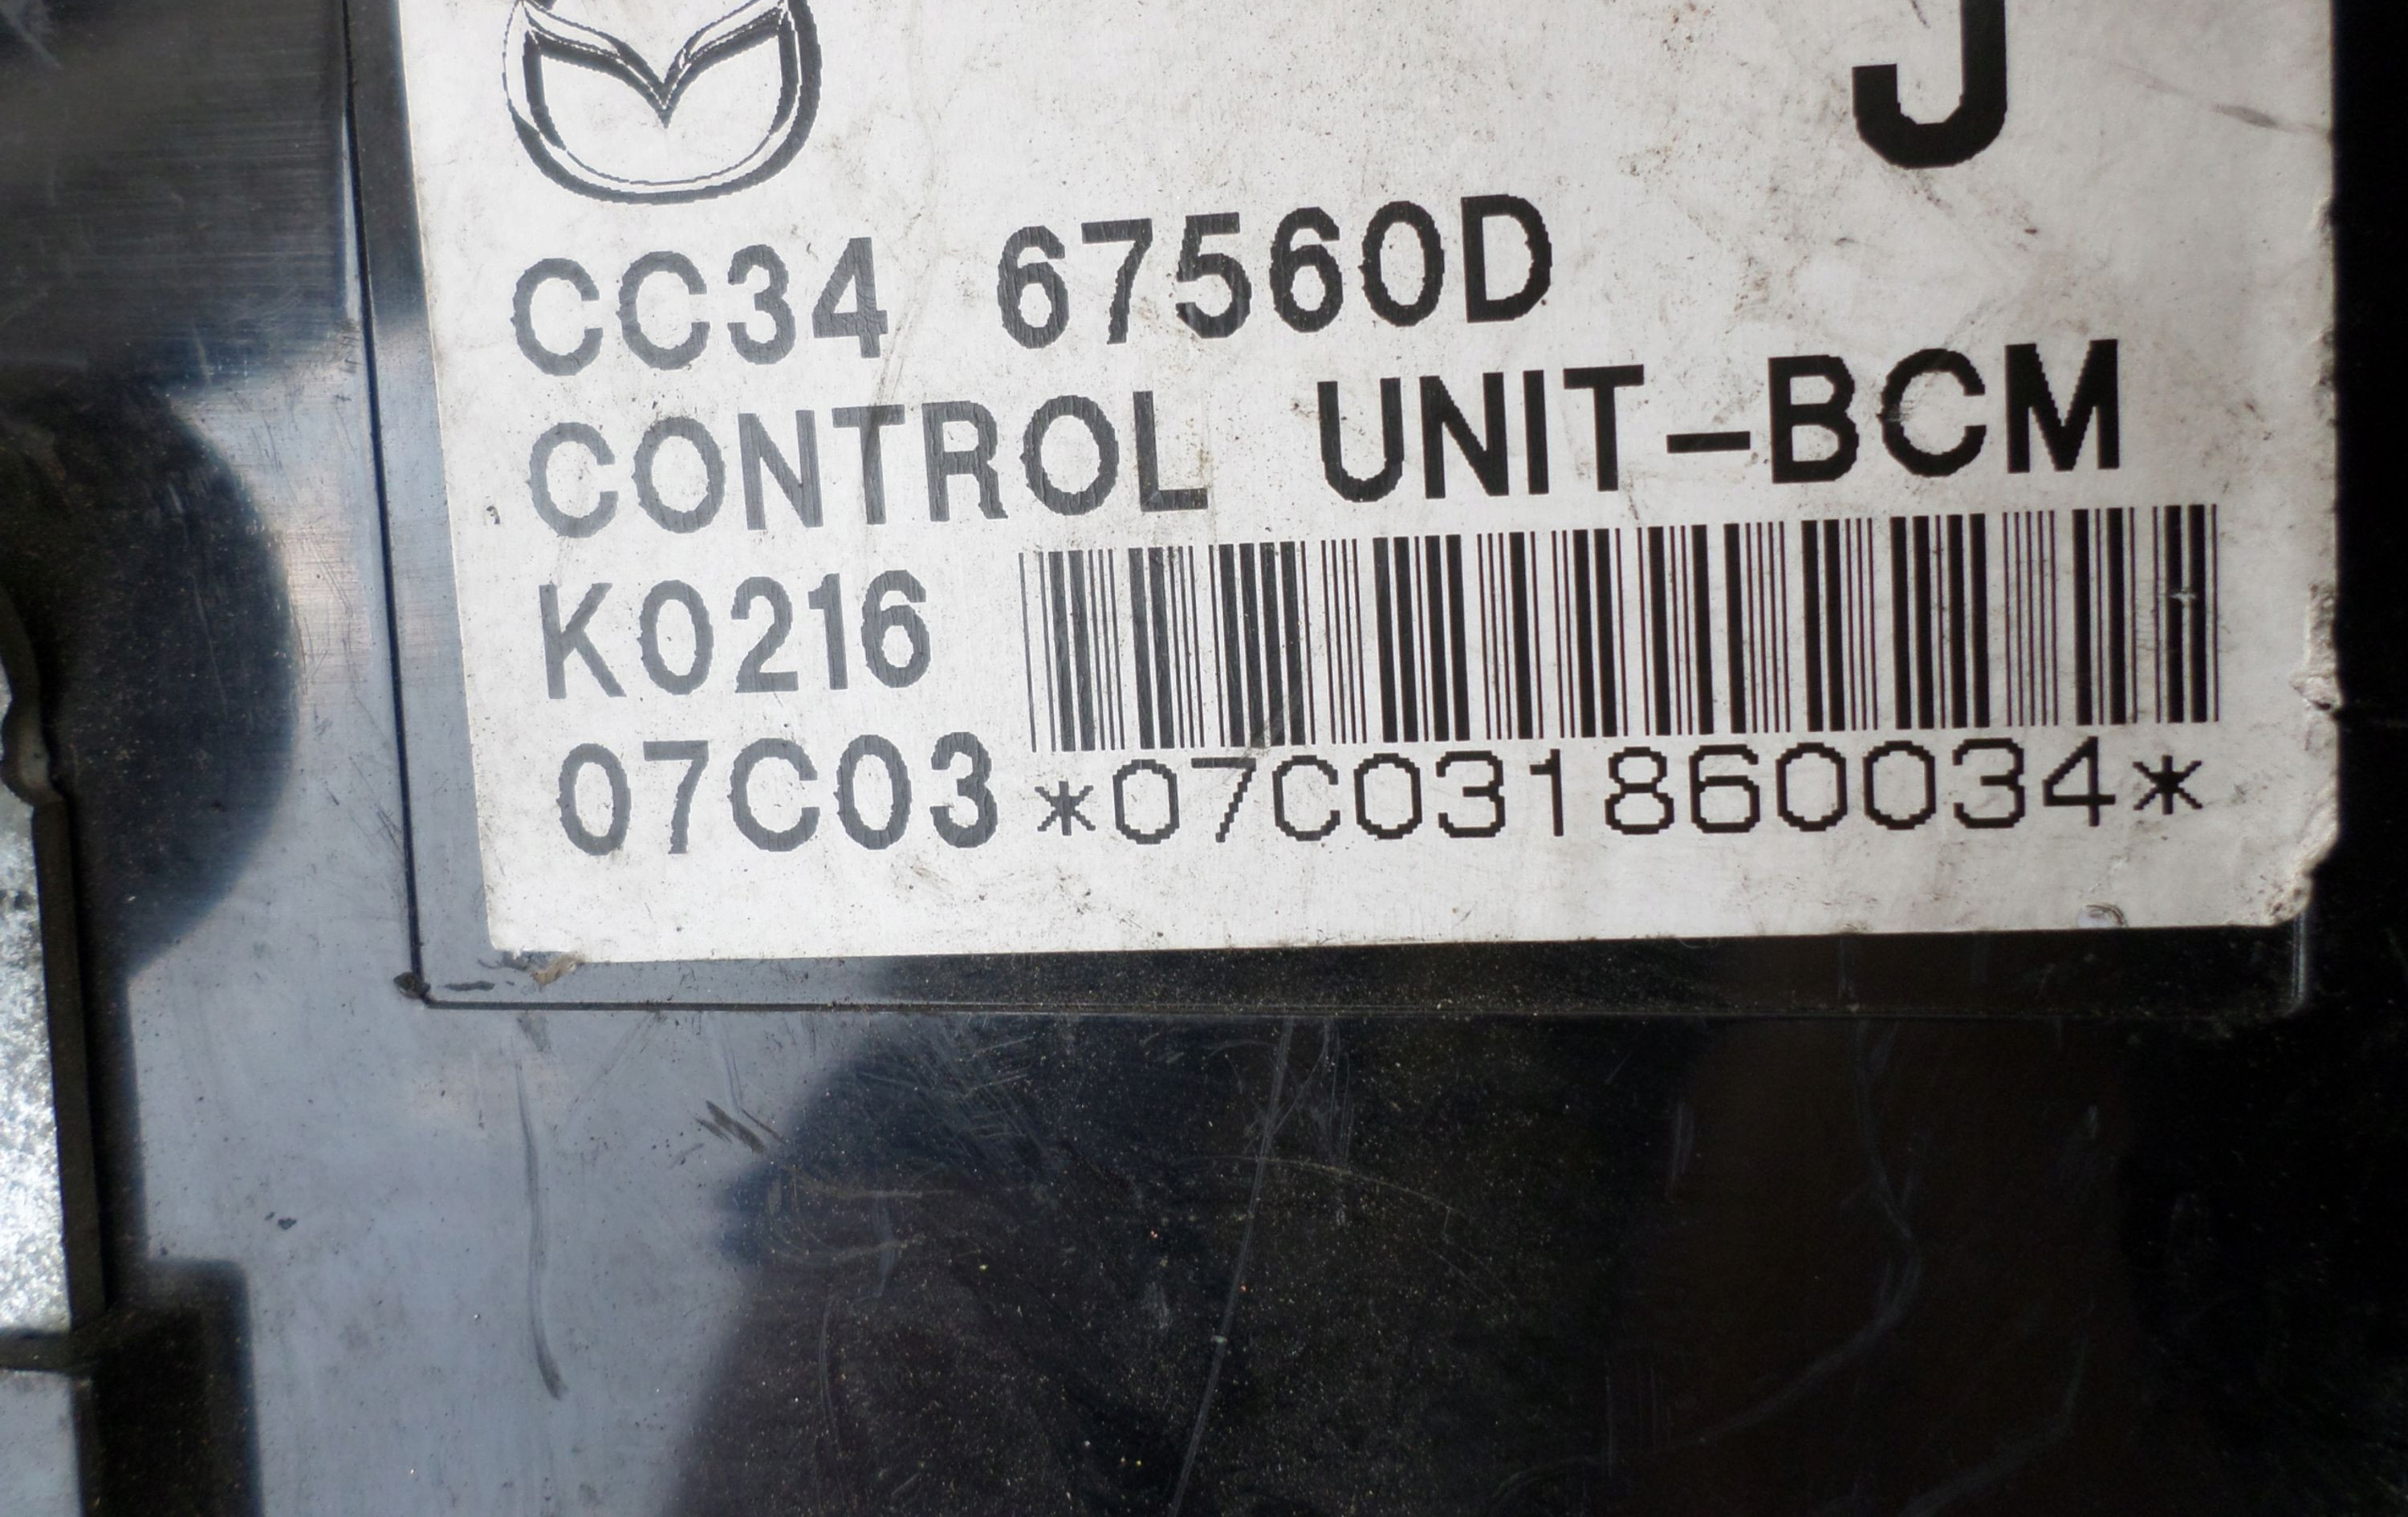 J
CC34 67560D
CONTROL UNIT-BCM
K0216
07C03 *07C031860034*